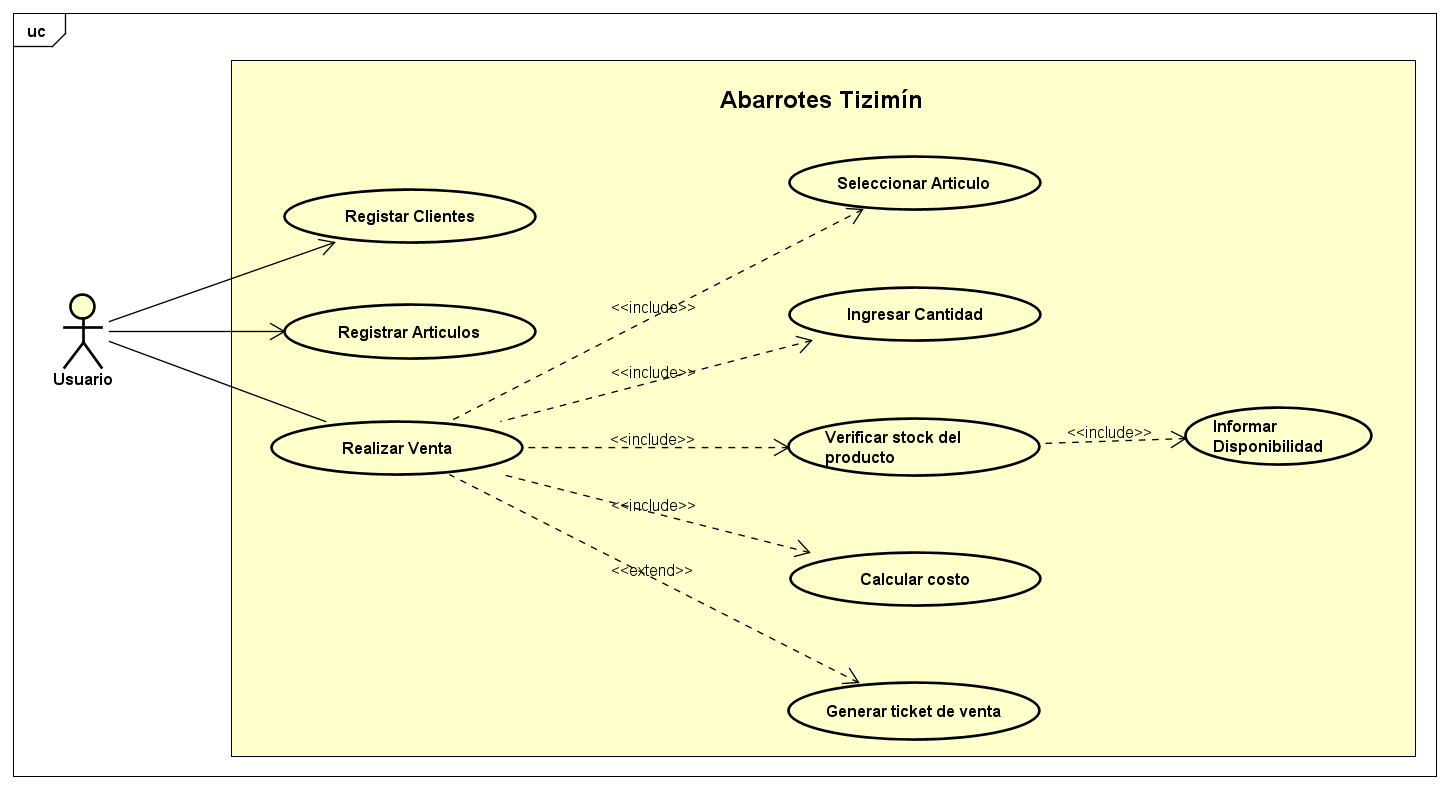 uc
Abarrotes Tizimín
Seleccionar Articulo
Registar Clientes
<<include>>
Ingresar Cantidad
Registrar Articulos
Usuario
<<include>>
Realizar Venta
<<include>>
Verificar stock del
producto
<<include>>
Informar
Disponibilidad
<<include>>
Calcular costo
<<extend>>
Generar ticket de venta